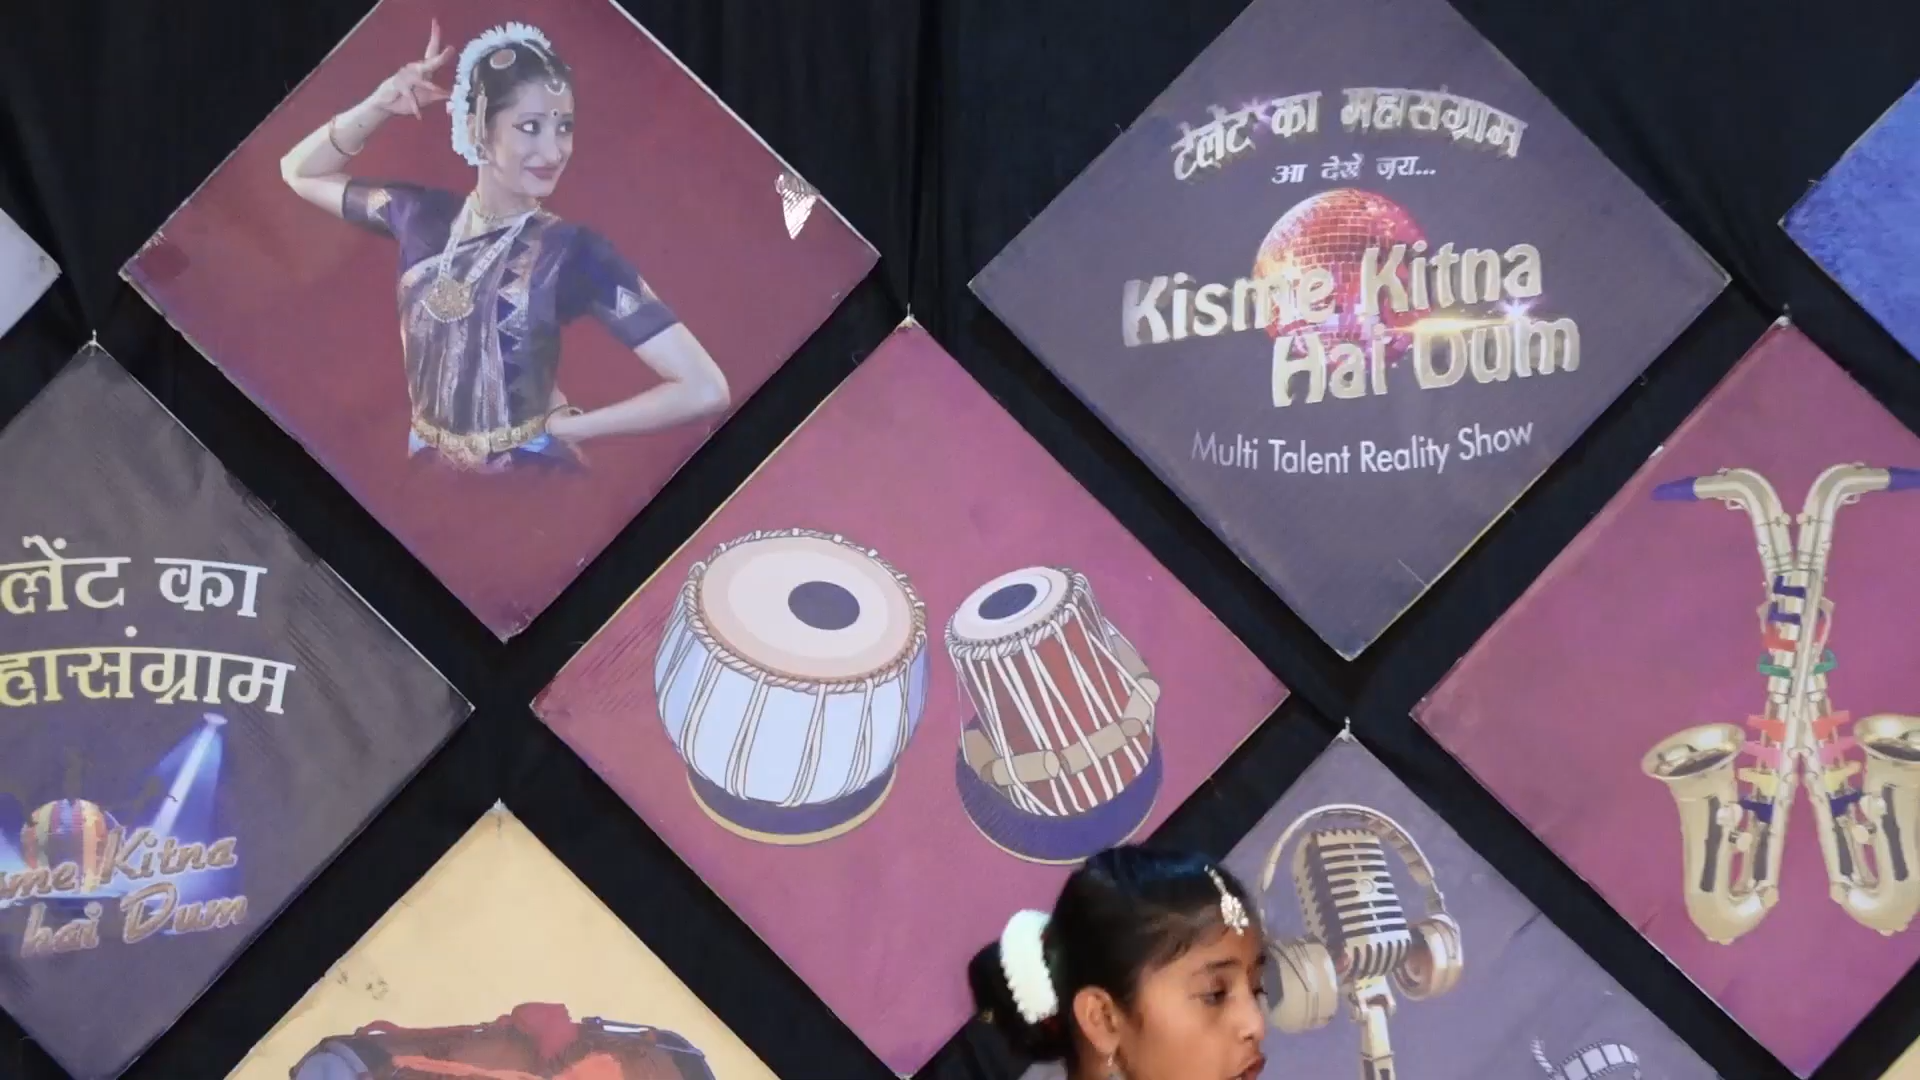 टेलेंट का महासंग्राम
आ देखें ज़रा...
Kisme Kitna
Hai Dum
Multi Talent Reality Show
लेंट का
हासंग्राम
me Kitna
hai Dum